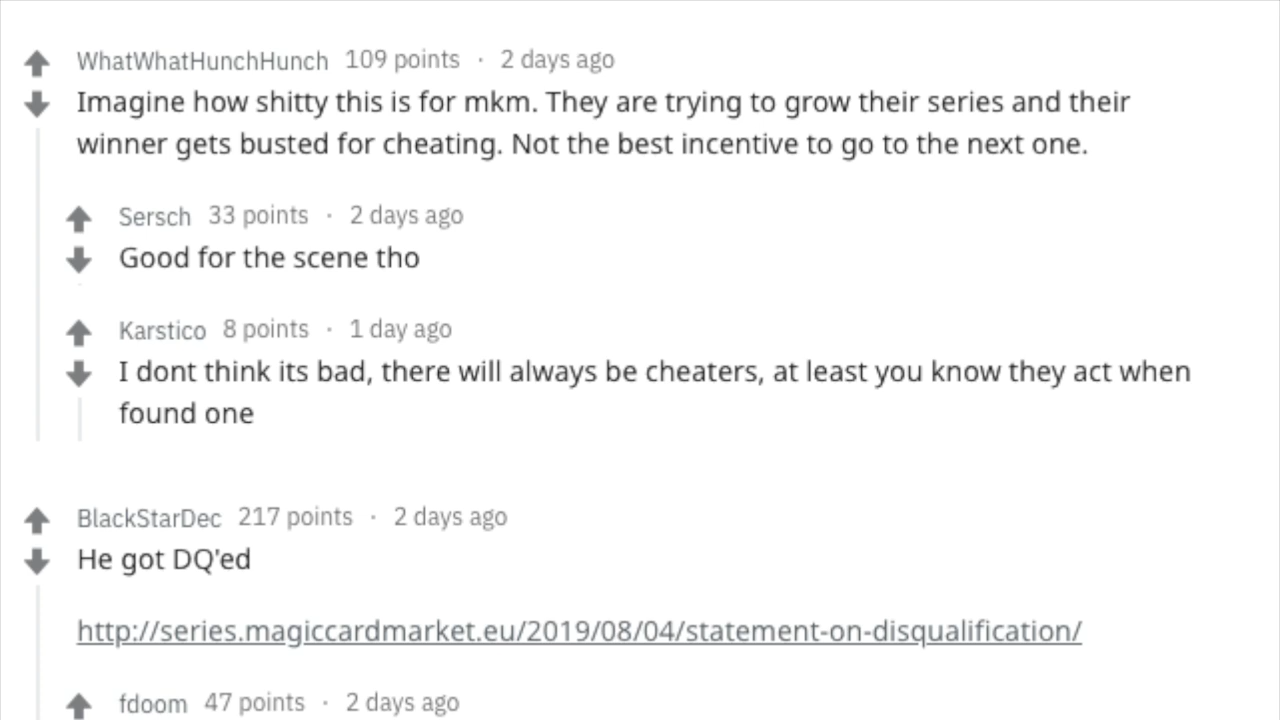 WhatWhatHunchHunch 109 points · 2 days ago
Imagine how shitty this is for mkm. They are trying to grow their series and their
winner gets busted for cheating. Not the best incentive to go to the next one.
Sersch 33 points · 2 days ago
Good for the scene tho
Karstico 8 points · 1 day ago
I dont think its bad, there will always be cheaters, at least you know they act when
found one
BlackStarDec 217 points · 2 days ago
He got DQ'ed
http://series.magiccardmarket.eu/2019/08/04/statement-on-disqualification/
fdoom 47 points · 2 days ago